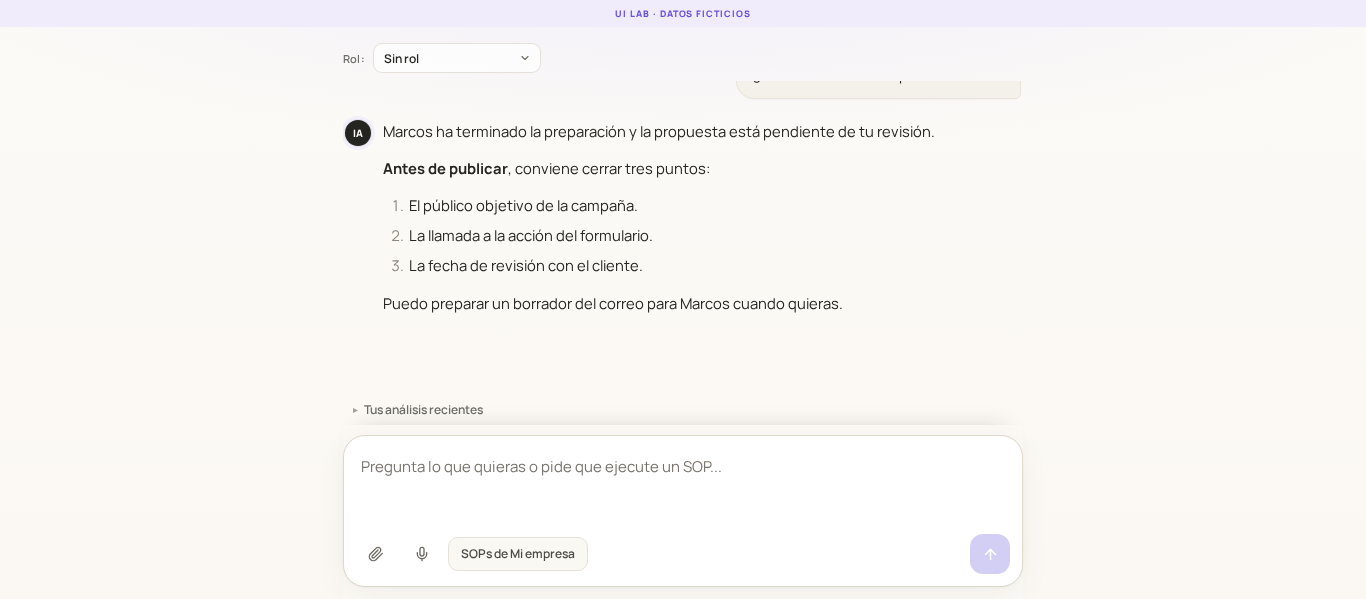 UI LAB · DATOS FICTICIOS
Rol:
Sin rol
IA
Marcos ha terminado la preparación y la propuesta está pendiente de tu revisión.
Antes de publicar, conviene cerrar tres puntos:
1. El público objetivo de la campaña.
2. La llamada a la acción del formulario.
3. La fecha de revisión con el cliente.
Puedo preparar un borrador del correo para Marcos cuando quieras.
Tus análisis recientes
Pregunta lo que quieras o pide que ejecute un SOP...
SOPs de Mi empresa